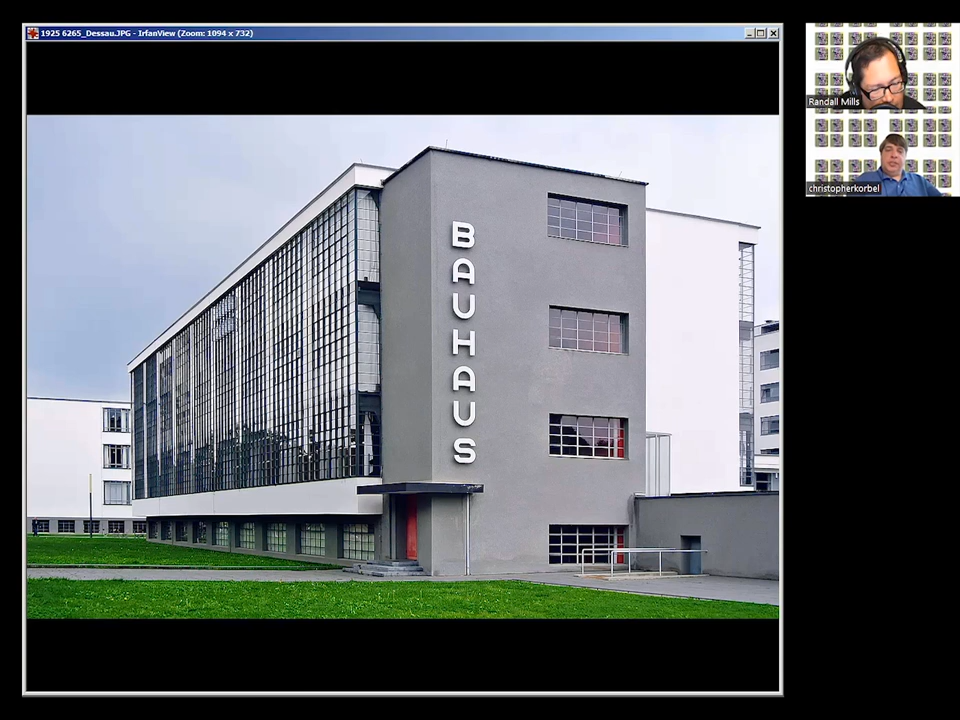 1925 6265_Dessau.JPG - IrfanView (Zoom: 1094 x 732)
Randall Mills
christopherkorbel
BAUHAUS